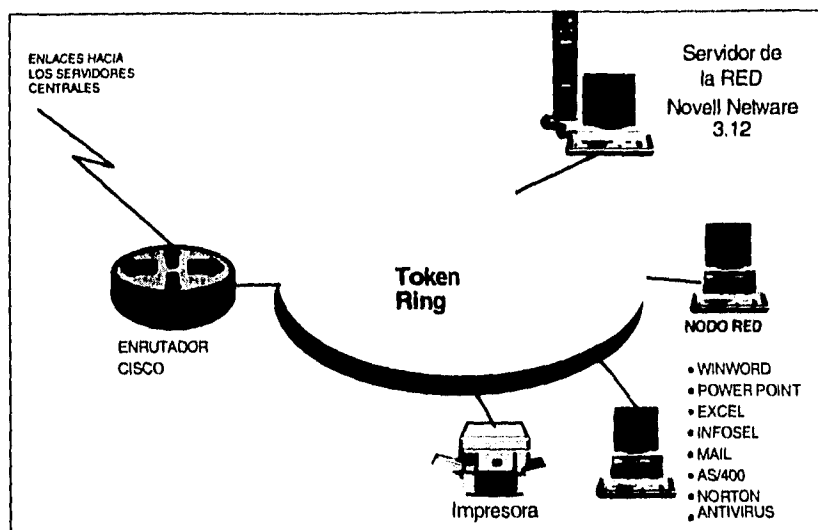 ENLACES HACIA
LOS SERVIDORES
CENTRALES
Servidor de
la RED
Novell Netware
3.12
Token
Ring
ENRUTADOR
CISCO
NODO RED
• WINWORD
• POWER POINT
• EXCEL
• INFOSEL
• MAIL
• AS/400
• NORTON
• ANTIVIRUS
Impresora